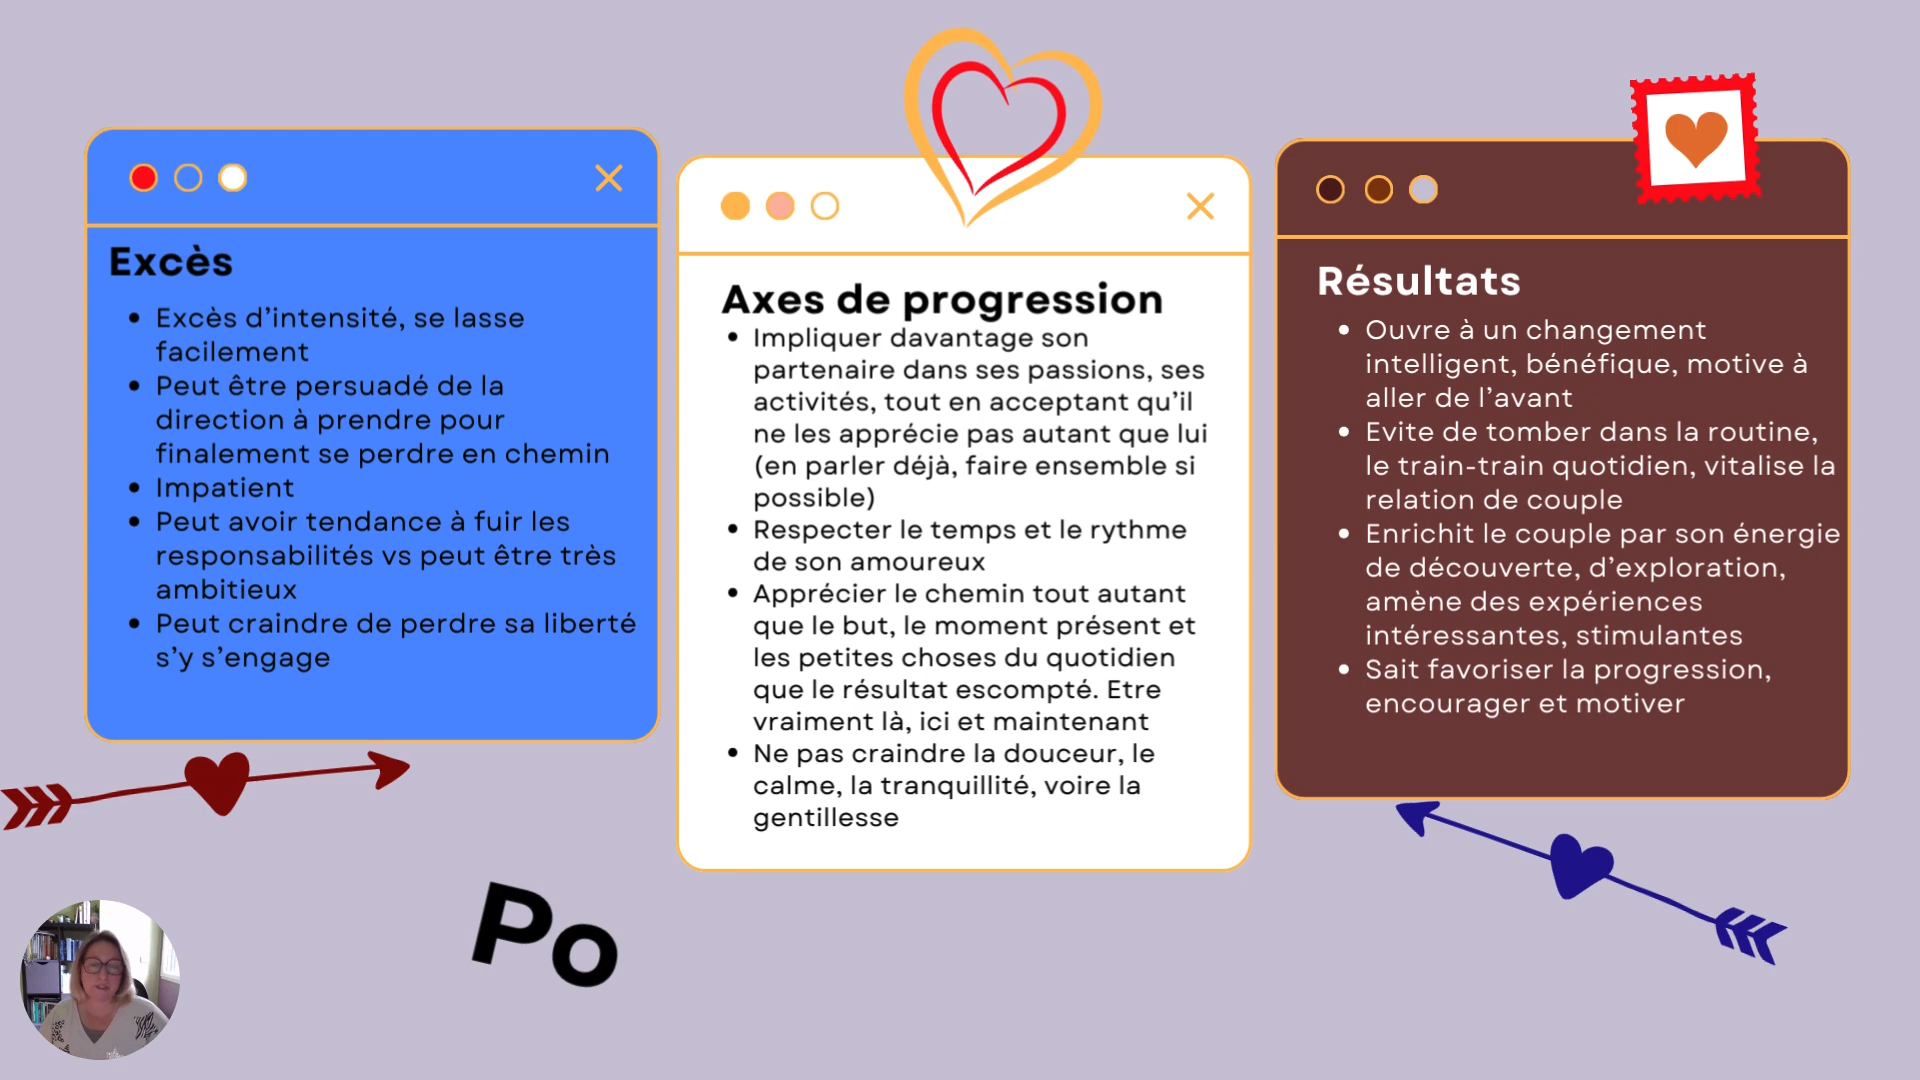 Excès
Excès d’intensité, se lasse
facilement
Peut être persuadé de la
direction à prendre pour
finalement se perdre en chemin
Impatient
Peut avoir tendance à fuir les
responsabilités vs peut être très
ambitieux
Peut craindre de perdre sa liberté
s’y s’engage
Axes de progression
Impliquer davantage son
partenaire dans ses passions, ses
activités, tout en acceptant qu’il
ne les apprécie pas autant que lui
(en parler déjà, faire ensemble si
possible)
Respecter le temps et le rythme
de son amoureux
Apprécier le chemin tout autant
que le but, le moment présent et
les petites choses du quotidien
que le résultat escompté. Etre
vraiment là, ici et maintenant
Ne pas craindre la douceur, le
calme, la tranquillité, voire la
gentillesse
Résultats
Ouvre à un changement
intelligent, bénéfique, motive à
aller de l’avant
Evite de tomber dans la routine,
le train-train quotidien, vitalise la
relation de couple
Enrichit le couple par son énergie
de découverte, d’exploration,
amène des expériences
intéressantes, stimulantes
Sait favoriser la progression,
encourager et motiver
Po